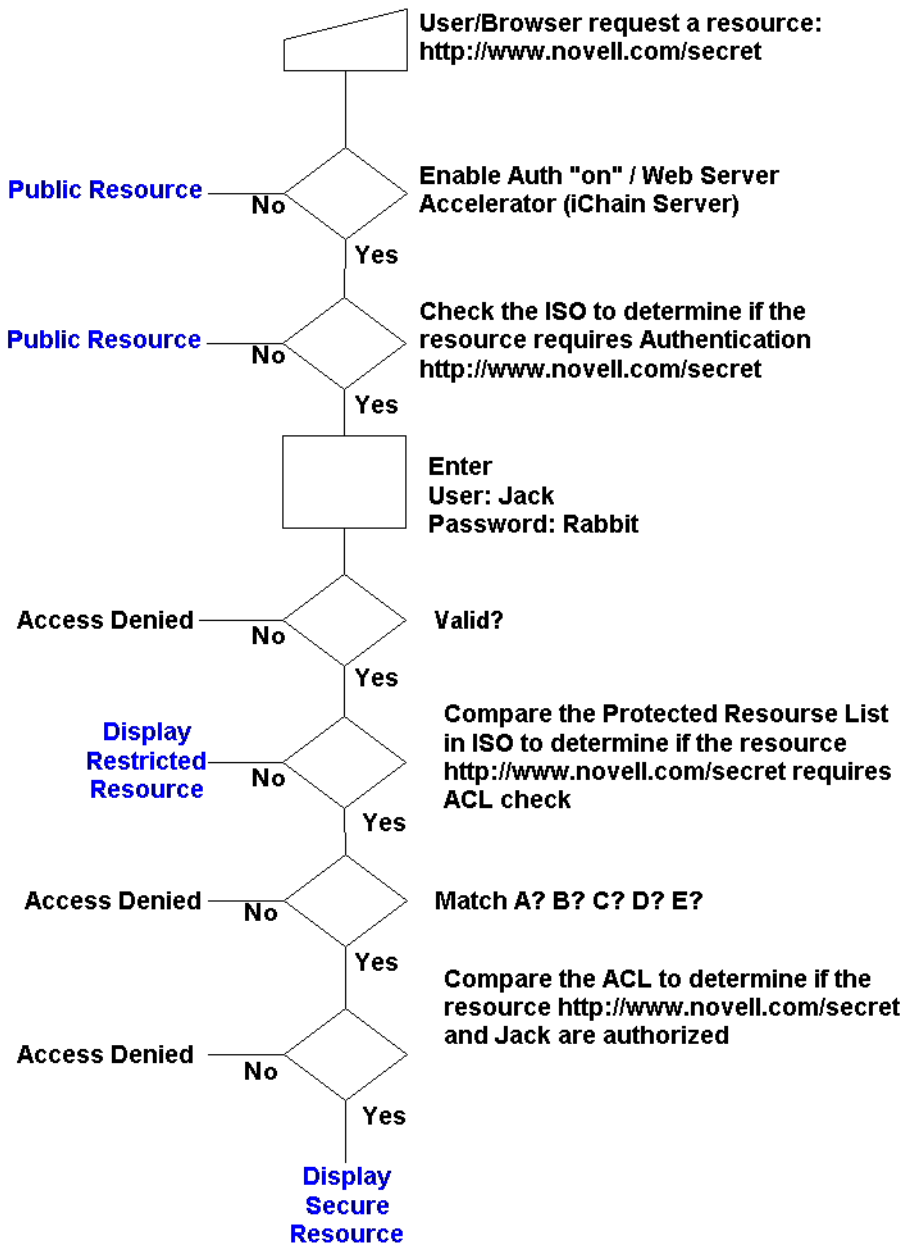 User/Browser request a resource:
http://www.novell.com/secret
Public Resource
No
Enable Auth "on" / Web Server
Accelerator (iChain Server)
Yes
Public Resource
No
Check the ISO to determine if the
resource requires Authentication
http://www.novell.com/secret
Yes
Enter
User: Jack
Password: Rabbit
Access Denied
No
Valid?
Yes
Display
Restricted
Resource
No
Compare the Protected Resourse List
in ISO to determine if the resource
http://www.novell.com/secret requires
ACL check
Yes
Access Denied
No
Match A? B? C? D? E?
Yes
Compare the ACL to determine if the
resource http://www.novell.com/secret
and Jack are authorized
Access Denied
No
Yes
Display
Secure
Resource